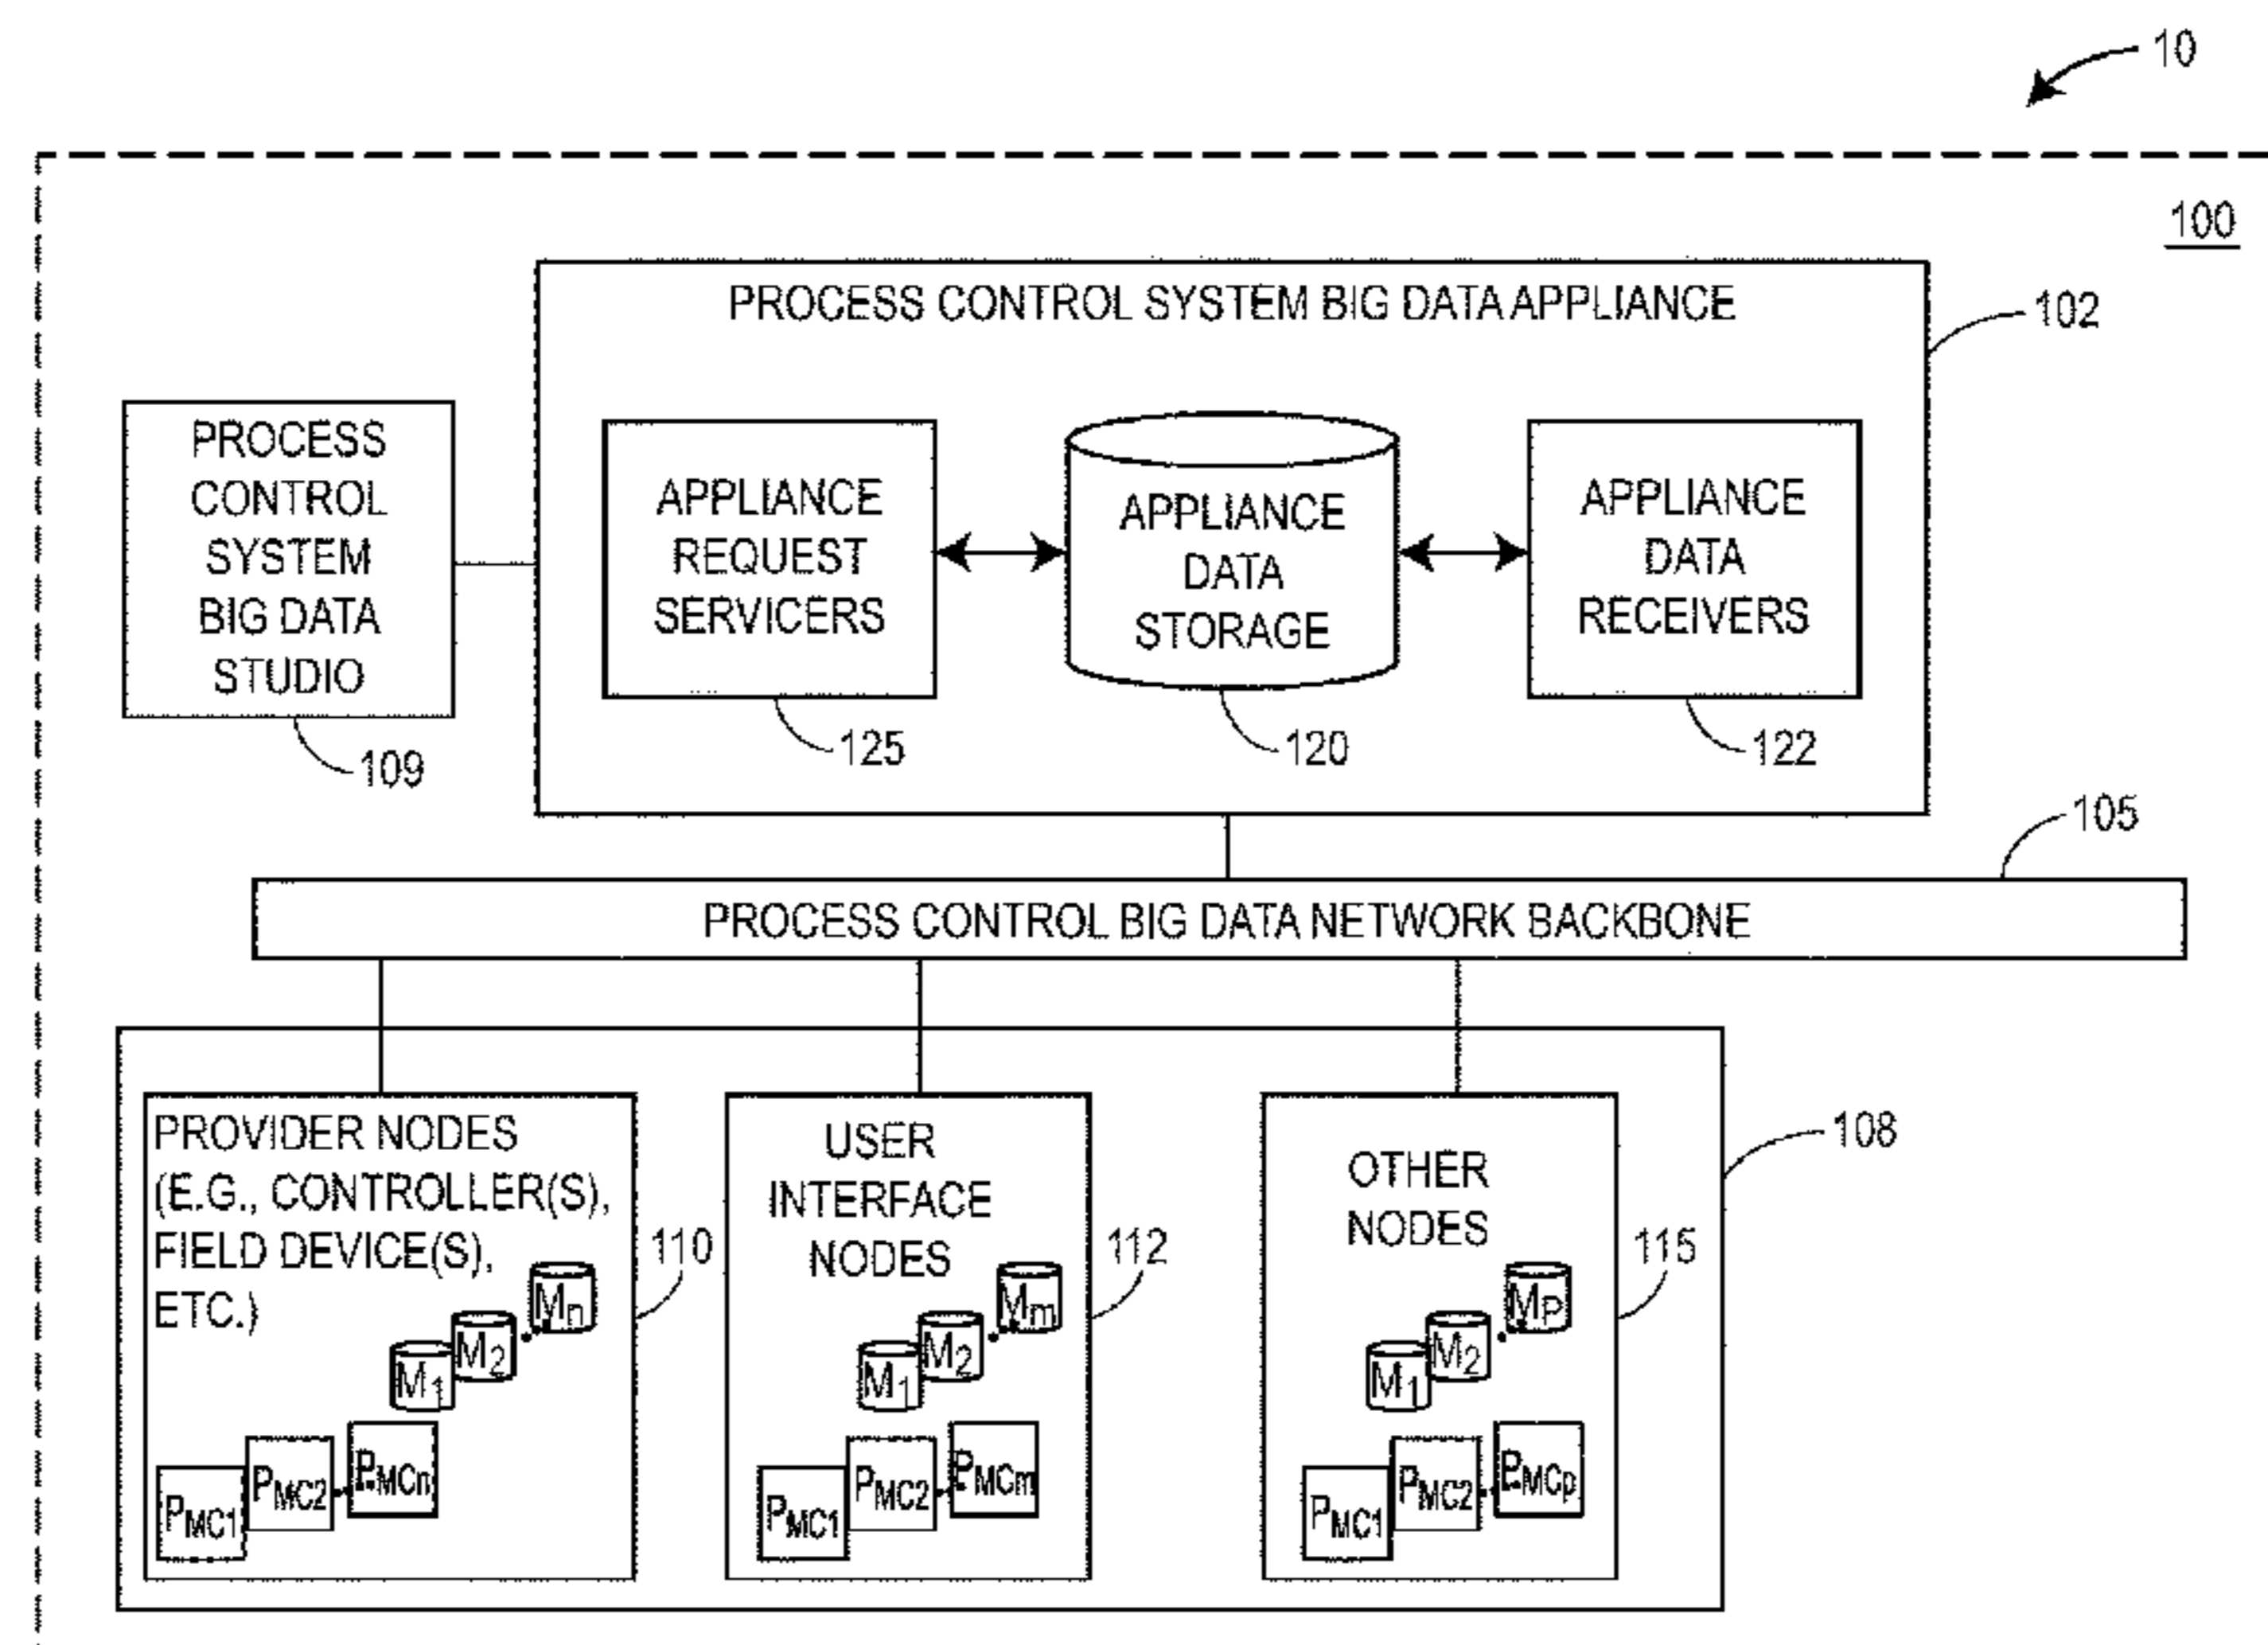 10
100
PROCESS CONTROL SYSTEM BIG DATA APPLIANCE
102
PROCESS
CONTROL
SYSTEM
BIG DATA
STUDIO
109
APPLIANCE
REQUEST
SERVICERS
125
APPLIANCE
DATA
STORAGE
120
APPLIANCE
DATA
RECEIVERS
122
105
PROCESS CONTROL BIG DATA NETWORK BACKBONE
108
PROVIDER NODES
(E.G., CONTROLLER(S),
FIELD DEVICE(S),
ETC.)
110
M1
M2
Mn
PMC1
PMC2
PMCn
USER
INTERFACE
NODES
112
M1
M2
Mm
PMC1
PMC2
PMCm
OTHER
NODES
115
M1
M2
MP
PMC1
PMC2
PMCp